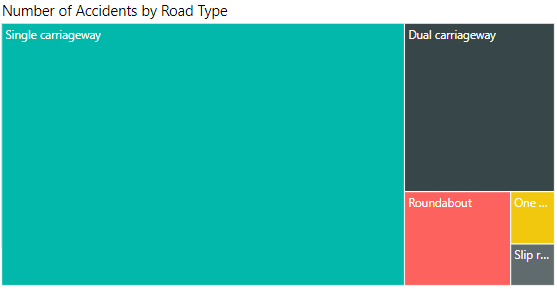 Number of Accidents by Road Type
Single carriageway
Dual carriageway
Roundabout
One ...
Slip r...